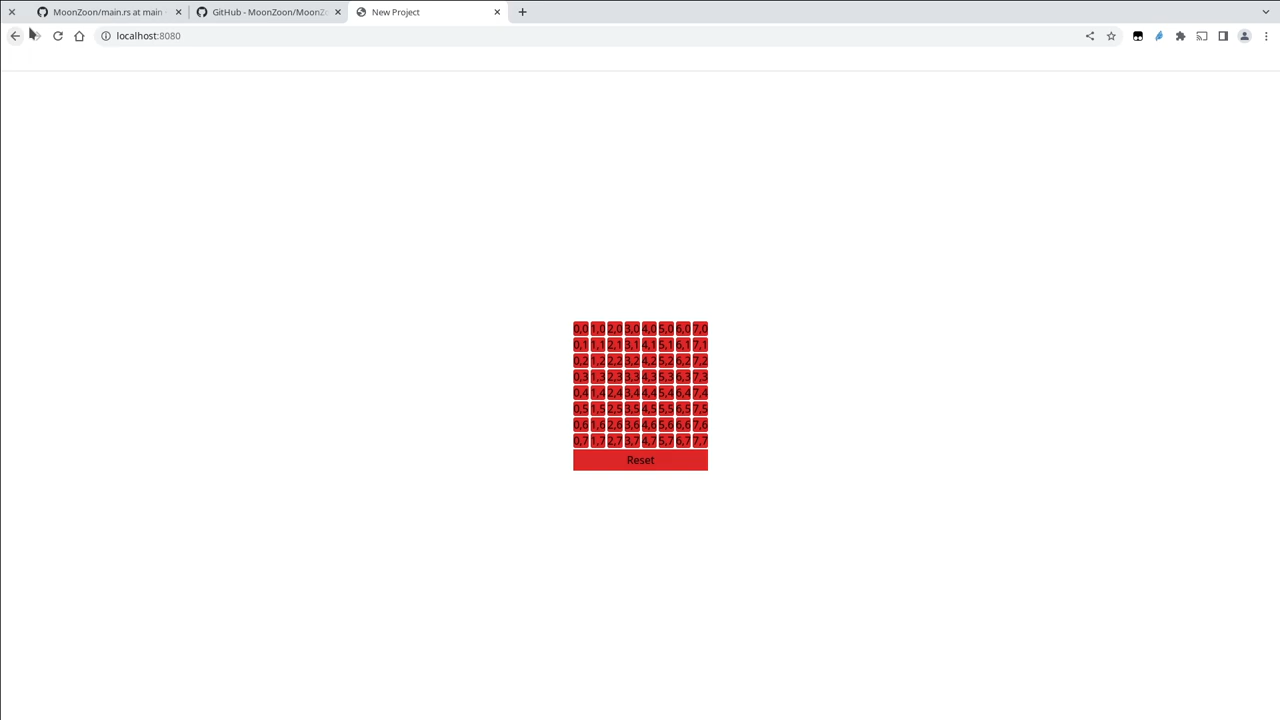 MoonZoon/main.rs at main
GitHub - MoonZoon/MoonZo
New Project
localhost:8080
0,0 1,0 2,0 3,0 4,0 5,0 6,0 7,0
0,1 1,1 2,1 3,1 4,1 5,1 6,1 7,1
0,2 1,2 2,2 3,2 4,2 5,2 6,2 7,2
0,3 1,3 2,3 3,3 4,3 5,3 6,3 7,3
0,4 1,4 2,4 3,4 4,4 5,4 6,4 7,4
0,5 1,5 2,5 3,5 4,5 5,5 6,5 7,5
0,6 1,6 2,6 3,6 4,6 5,6 6,6 7,6
0,7 1,7 2,7 3,7 4,7 5,7 6,7 7,7
Reset